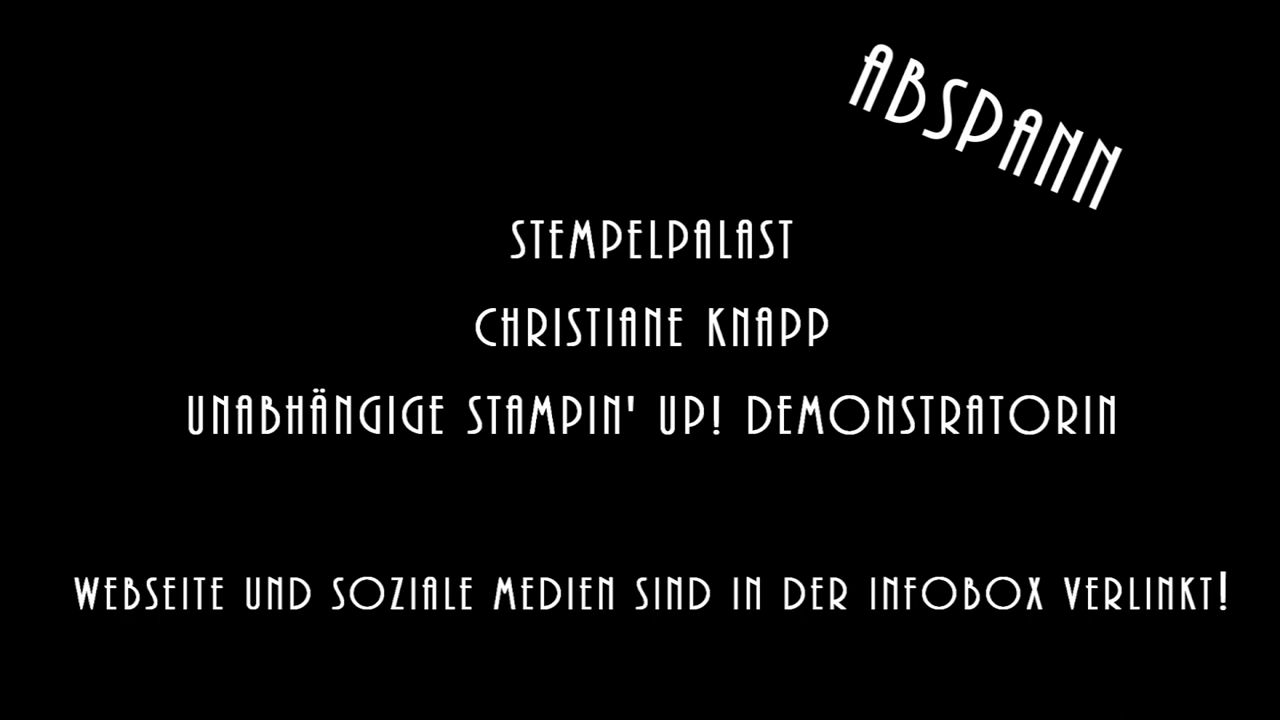 ABSPANN
STEMPELPALAST
CHRISTIANE KNAPP
UNABHÄNGIGE STAMPIN' UP! DEMONSTRATORIN
WEBSEITE UND SOZIALE MEDIEN SIND IN DER INFOBOX VERLINKT!